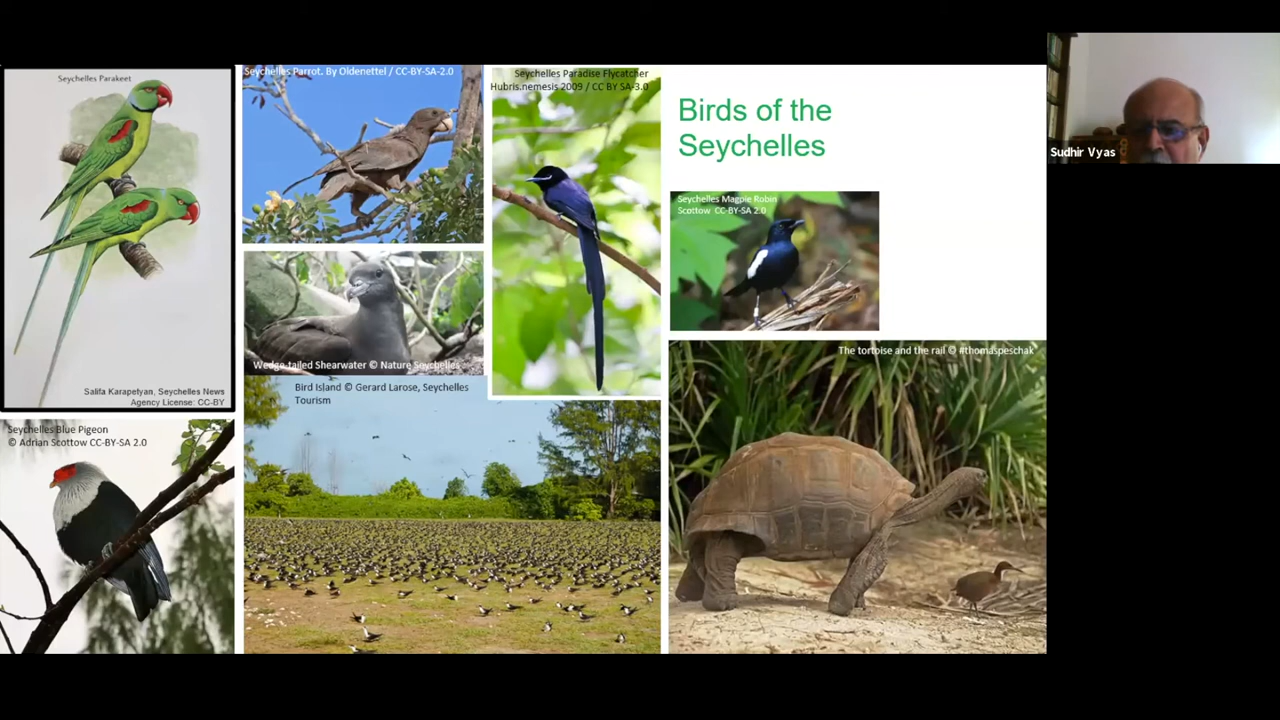 Seychelles Parakeet
Salifa Karapetyan, Seychelles News
Agency License: CC-BY
Seychelles Blue Pigeon
© Adrian Scottow CC-BY-SA 2.0
Seychelles Parrot. By Oldenettel / CC-BY-SA-2.0
Wedge-tailed Shearwater © Nature Seychelles
Bird Island © Gerard Larose, Seychelles
Tourism
Seychelles Paradise Flycatcher
Hubris.nemesis 2009 / CC BY SA-3.0
Birds of the
Seychelles
Seychelles Magpie Robin
Scottow CC-BY-SA 2.0
The tortoise and the rail © #thomaspeschak
Sudhir Vyas